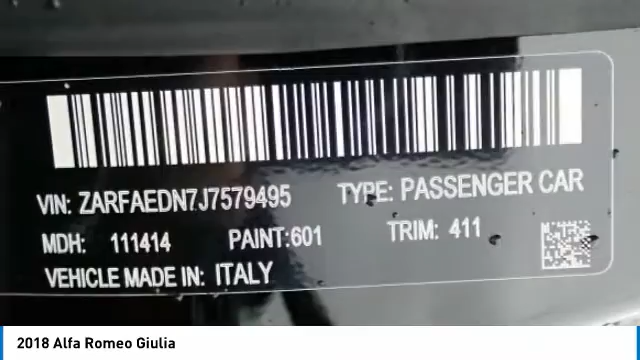 VIN: ZARFAEDN7J7579495 TYPE: PASSENGER CAR
MDH: 111414 PAINT:601 TRIM: 411
VEHICLE MADE IN: ITALY
2018 Alfa Romeo Giulia